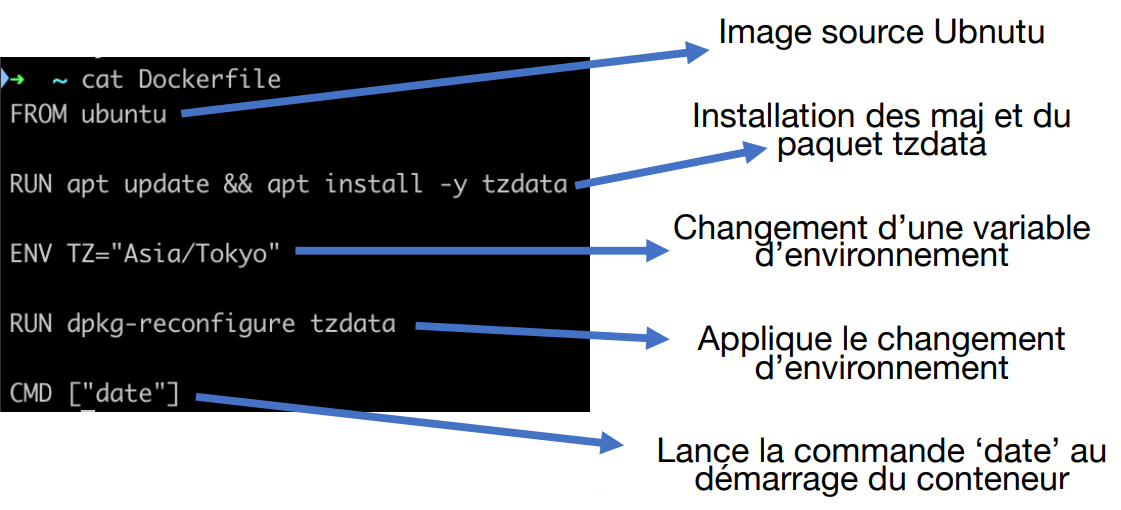 ➜ ~ cat Dockerfile
FROM ubuntu
RUN apt update && apt install -y tzdata
ENV TZ="Asia/Tokyo"
RUN dpkg-reconfigure tzdata
CMD ["date"]
Image source Ubnutu
Installation des maj et du
paquet tzdata
Changement d’une variable
d’environnement
Applique le changement
d’environnement
Lance la commande ‘date’ au
démarrage du conteneur